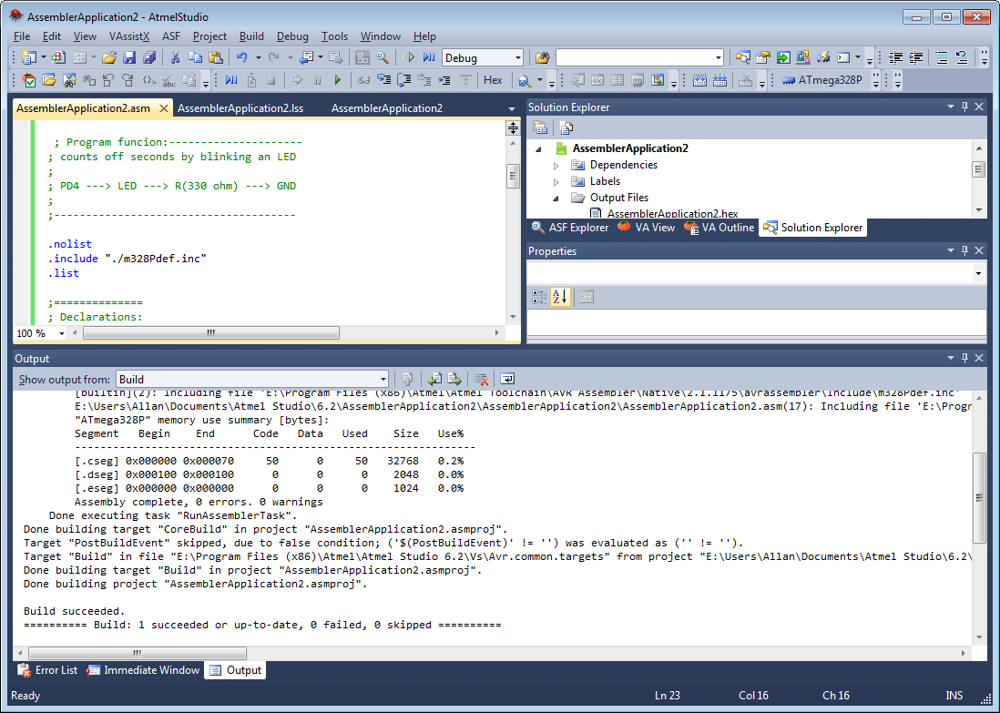 AssemblerApplication2 - AtmelStudio
File Edit View VAssistX ASF Project Build Debug Tools Window Help
Debug
Hex ATmega328P
AssemblerApplication2.asm AssemblerApplication2.lss AssemblerApplication2
; Program funcion:---------------------
; counts off seconds by blinking an LED
;
; PD4 ---> LED ---> R(330 ohm) ---> GND
;
;--------------------------------------
.nolist
.include "./m328Pdef.inc"
.list
;==============
; Declarations:
100 %
Solution Explorer
AssemblerApplication2
Dependencies
Labels
Output Files
AssemblerApplication2.hex
ASF Explorer VA View VA Outline Solution Explorer
Properties
Output
Show output from: Build
[builtin](2): Including file 'E:\Program Files (x86)\Atmel\Atmel Toolchain\AVR Assembler\Native\2.1.1175\avrassembler\Include\m328Pdef.inc'
E:\Users\Allan\Documents\Atmel Studio\6.2\AssemblerApplication2\AssemblerApplication2\AssemblerApplication2.asm(17): Including file 'E:\Progr
"ATmega328P" memory use summary [bytes]:
Segment Begin End Code Data Used Size Use%
---------------------------------------------------------------
[.cseg] 0x000000 0x000070 50 0 50 32768 0.2%
[.dseg] 0x000100 0x000100 0 0 0 2048 0.0%
[.eseg] 0x000000 0x000000 0 0 0 1024 0.0%
Assembly complete, 0 errors. 0 warnings
Done executing task "RunAssemblerTask".
Done building target "CoreBuild" in project "AssemblerApplication2.asmproj".
Target "PostBuildEvent" skipped, due to false condition; ('$(PostBuildEvent)' != '') was evaluated as ('' != '').
Target "Build" in file "E:\Program Files (x86)\Atmel\Atmel Studio 6.2\Vs\Avr.common.targets" from project "E:\Users\Allan\Documents\Atmel Studio\6.2\
Done building target "Build" in project "AssemblerApplication2.asmproj".
Done building project "AssemblerApplication2.asmproj".
Build succeeded.
========== Build: 1 succeeded or up-to-date, 0 failed, 0 skipped ==========
Error List Immediate Window Output
Ready Ln 23 Col 16 Ch 16 INS